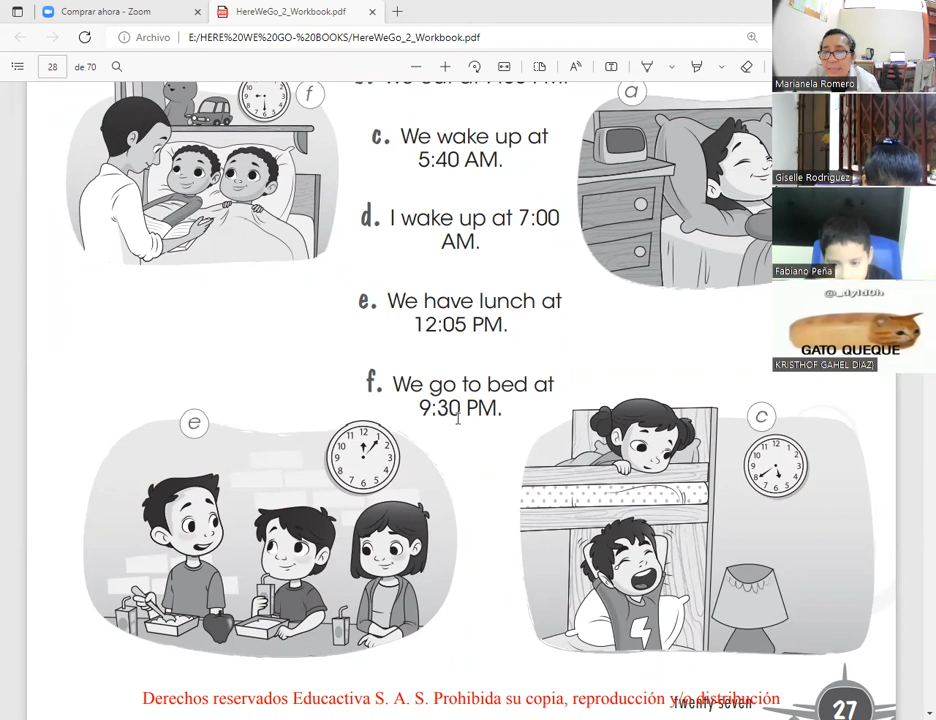 Comprar ahora - Zoom
HereWeGo_2_Workbook.pdf
Archivo
E:/HERE%20WE%20GO-%20BOOKS/HereWeGo_2_Workbook.pdf
28 de 70
f
a
c. We wake up at
5:40 AM.
d. I wake up at 7:00
AM.
e. We have lunch at
12:05 PM.
f. We go to bed at
9:30 PM.
e
c
Derechos reservados Educactiva S. A. S. Prohibida su copia, reproducción y/o distribución
twenty-seven
27
Marianela Romero
Giselle Rodriguez
Fabiano Peña
@_dyld0h
GATO QUEQUE
KRISTHOF GAHEL DIAZ